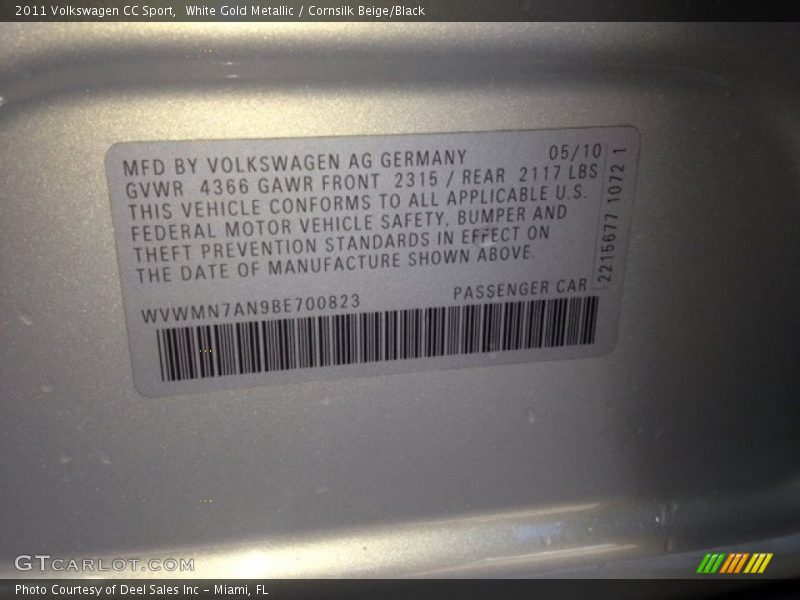 2011 Volkswagen CC Sport, White Gold Metallic / Cornsilk Beige/Black
MFD BY VOLKSWAGEN AG GERMANY 05/10
GVWR 4366 GAWR FRONT 2315 / REAR 2117 LBS
THIS VEHICLE CONFORMS TO ALL APPLICABLE U.S.
FEDERAL MOTOR VEHICLE SAFETY, BUMPER AND
THEFT PREVENTION STANDARDS IN EFFECT ON
THE DATE OF MANUFACTURE SHOWN ABOVE.
2215677 1072 1
WVWMN7AN9BE700823 PASSENGER CAR
GTCARLOT.COM
Photo Courtesy of Deel Sales Inc - Miami, FL